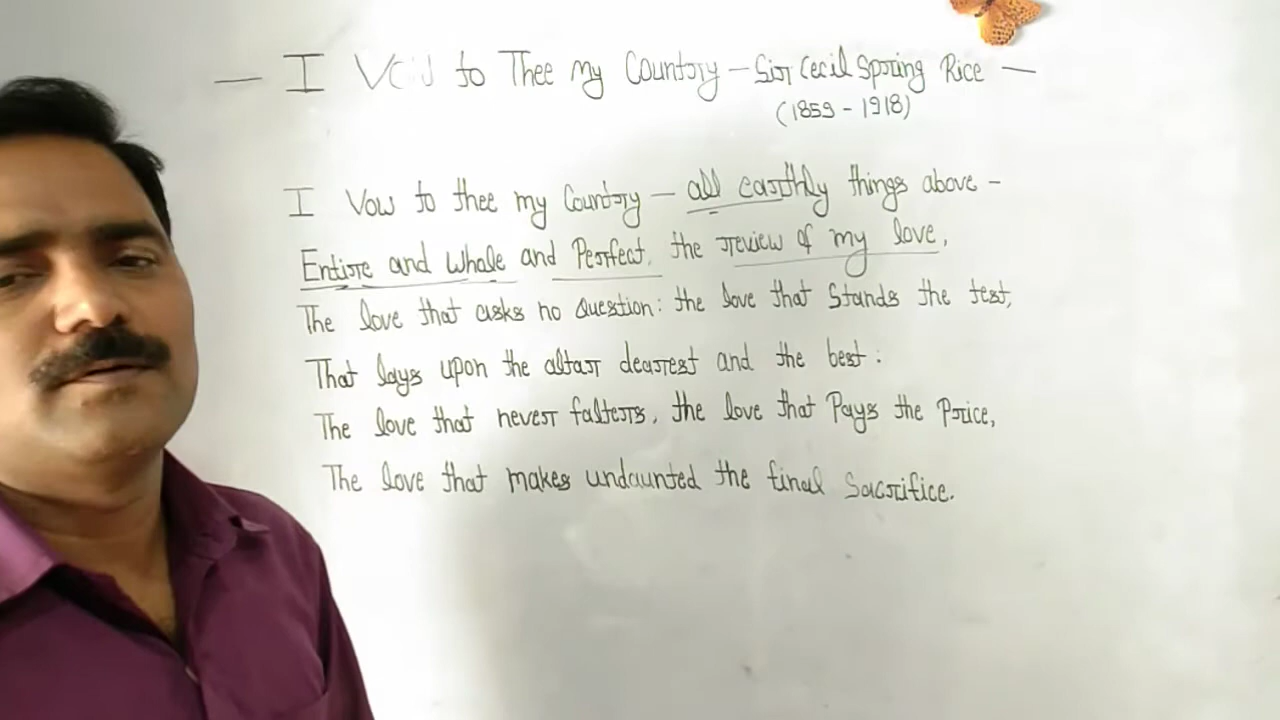 — I Vow to Thee My Country — Sir Cecil Spring Rice —
(1859 - 1918)
I Vow to thee my Country — all earthly things above -
Entire and whole and Perfect, the review of my love,
The love that asks no Question: the love that Stands the test,
That lays upon the altar dearest and the best:
The love that never falters, the love that Pays the Price,
The love that makes undaunted the final Sacrifice.